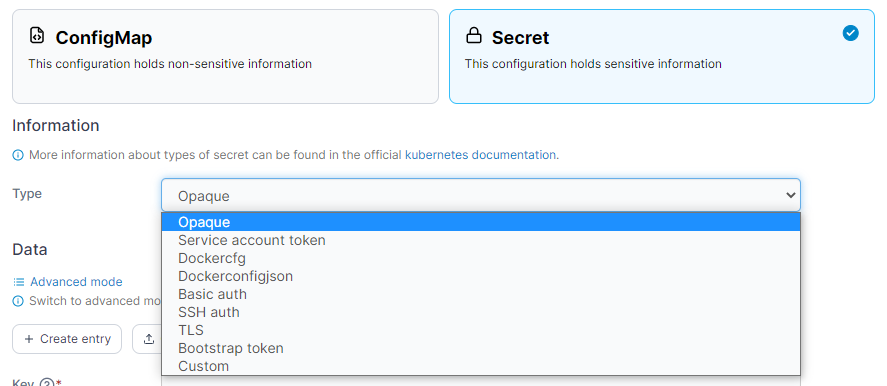 ConfigMap
This configuration holds non-sensitive information
Secret
This configuration holds sensitive information
Information
More information about types of secret can be found in the official kubernetes documentation.
Type
Opaque
Opaque
Service account token
Dockercfg
Dockerconfigjson
Basic auth
SSH auth
TLS
Bootstrap token
Custom
Data
Advanced mode
Switch to advanced mo
+ Create entry
Key *